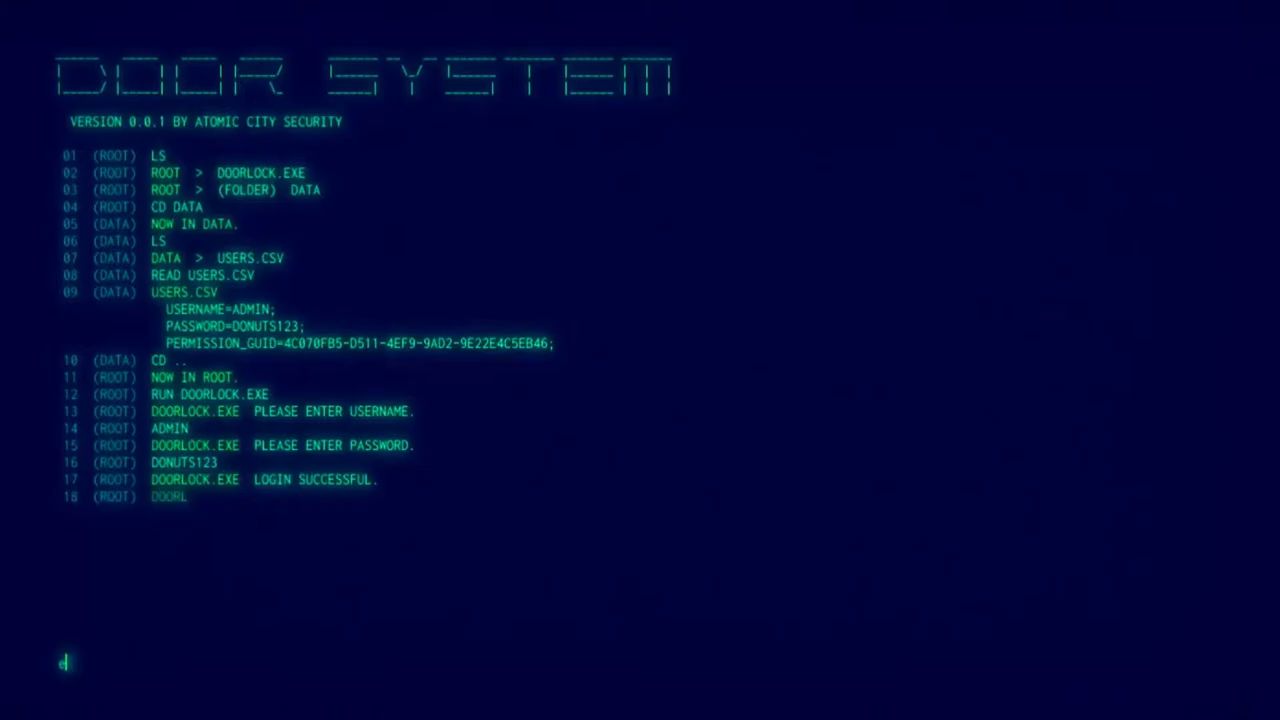 DOOR SYSTEM
VERSION 0.0.1 BY ATOMIC CITY SECURITY
01 (ROOT) LS
02 (ROOT) ROOT > DOORLOCK.EXE
03 (ROOT) ROOT > (FOLDER) DATA
04 (ROOT) CD DATA
05 (DATA) NOW IN DATA.
06 (DATA) LS
07 (DATA) DATA > USERS.CSV
08 (DATA) READ USERS.CSV
09 (DATA) USERS.CSV
USERNAME=ADMIN;
PASSWORD=DONUTS123;
PERMISSION_GUID=4C070FB5-D511-4EF9-9AD2-9E22E4C5EB46;
10 (DATA) CD ..
11 (ROOT) NOW IN ROOT.
12 (ROOT) RUN DOORLOCK.EXE
13 (ROOT) DOORLOCK.EXE PLEASE ENTER USERNAME.
14 (ROOT) ADMIN
15 (ROOT) DOORLOCK.EXE PLEASE ENTER PASSWORD.
16 (ROOT) DONUTS123
17 (ROOT) DOORLOCK.EXE LOGIN SUCCESSFUL.
18 (ROOT) DOORL
e